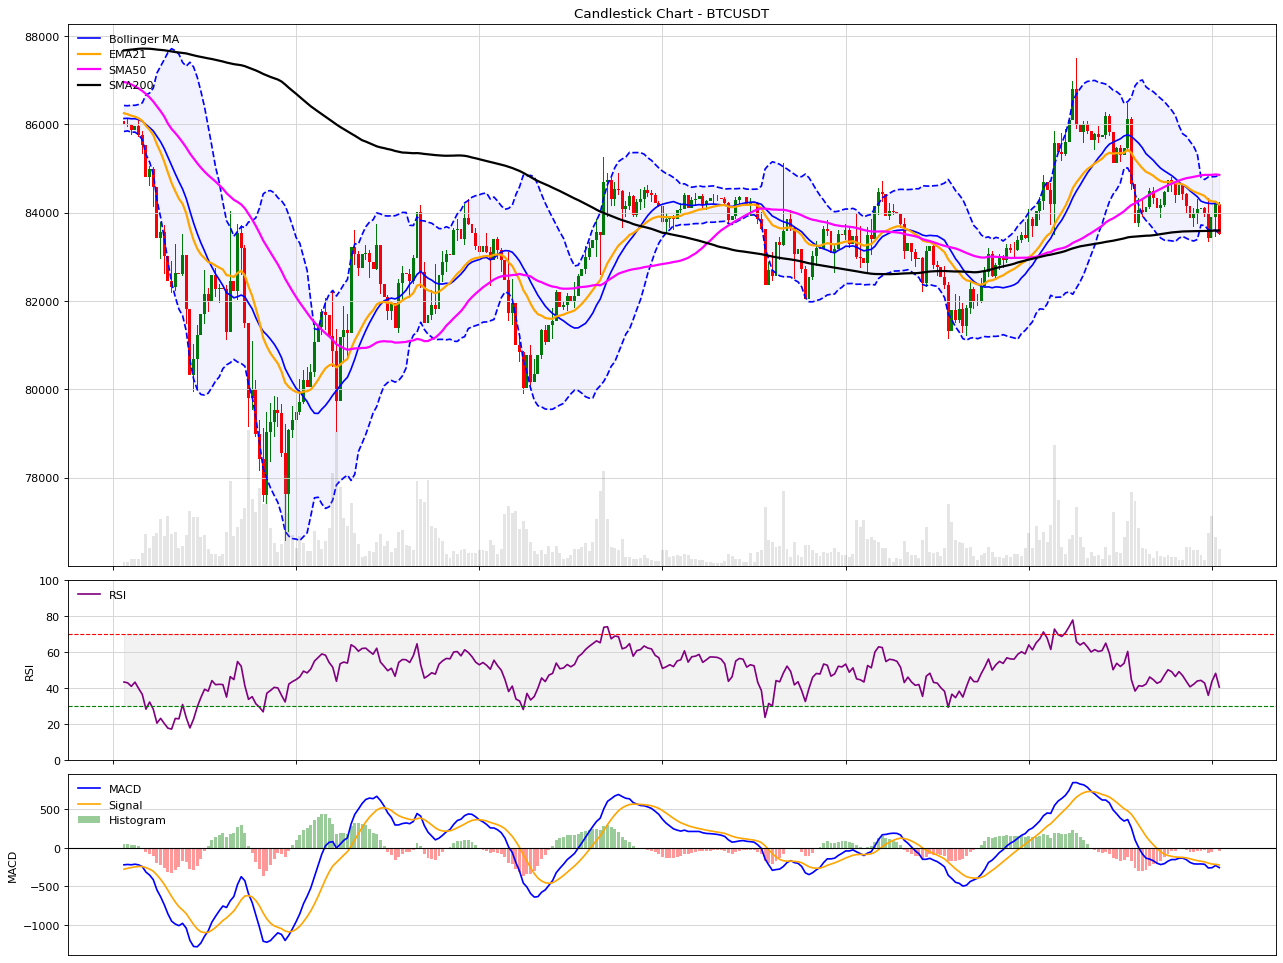 Candlestick Chart - BTCUSDT
88000
86000
84000
82000
80000
78000
Bollinger MA
EMA21
SMA50
SMA200
100
80
60
40
20
0
RSI
RSI
500
0
−500
−1000
MACD
MACD
Signal
Histogram